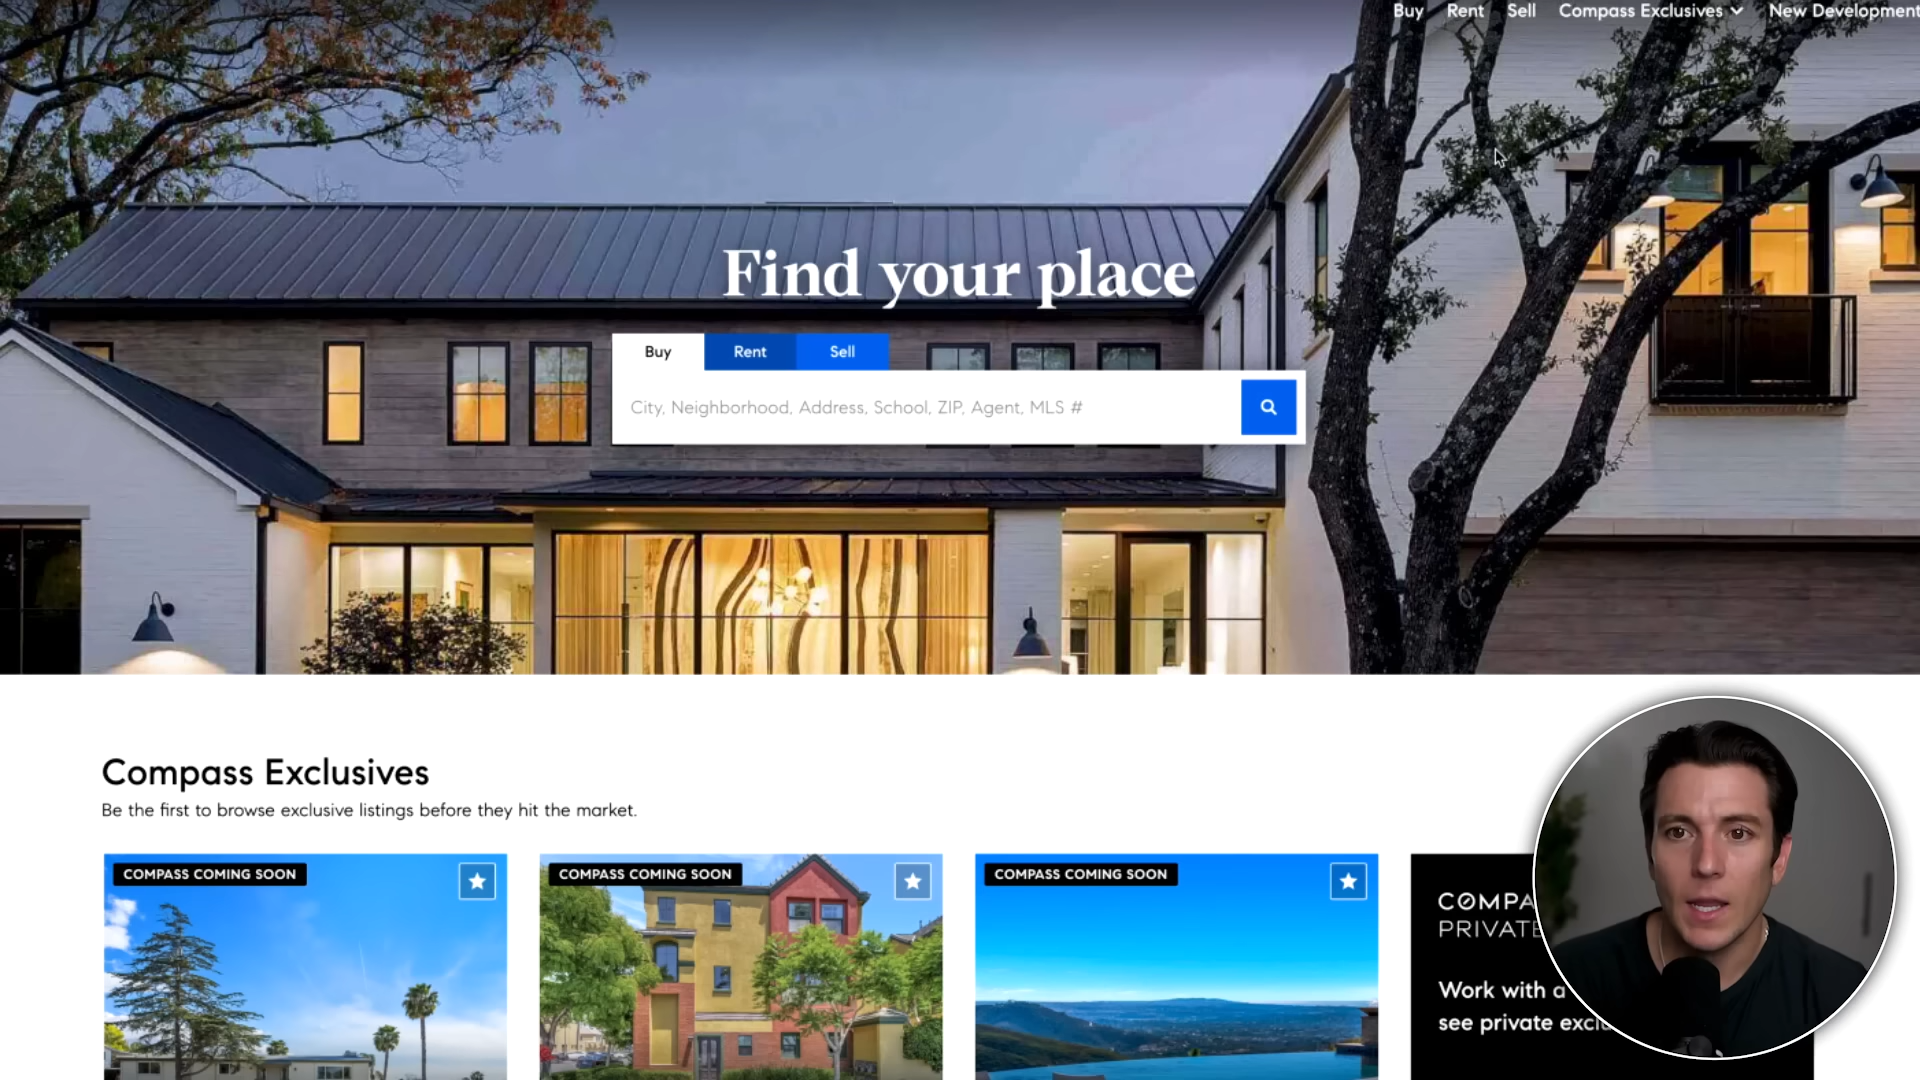 Buy Rent Sell Compass Exclusives New Development
Find your place
Buy Rent Sell
City, Neighborhood, Address, School, ZIP, Agent, MLS #
Compass Exclusives
Be the first to browse exclusive listings before they hit the market.
COMPASS COMING SOON
COMPASS COMING SOON
COMPASS COMING SOON
COMPA
PRIVATE
Work with a
see private exclu